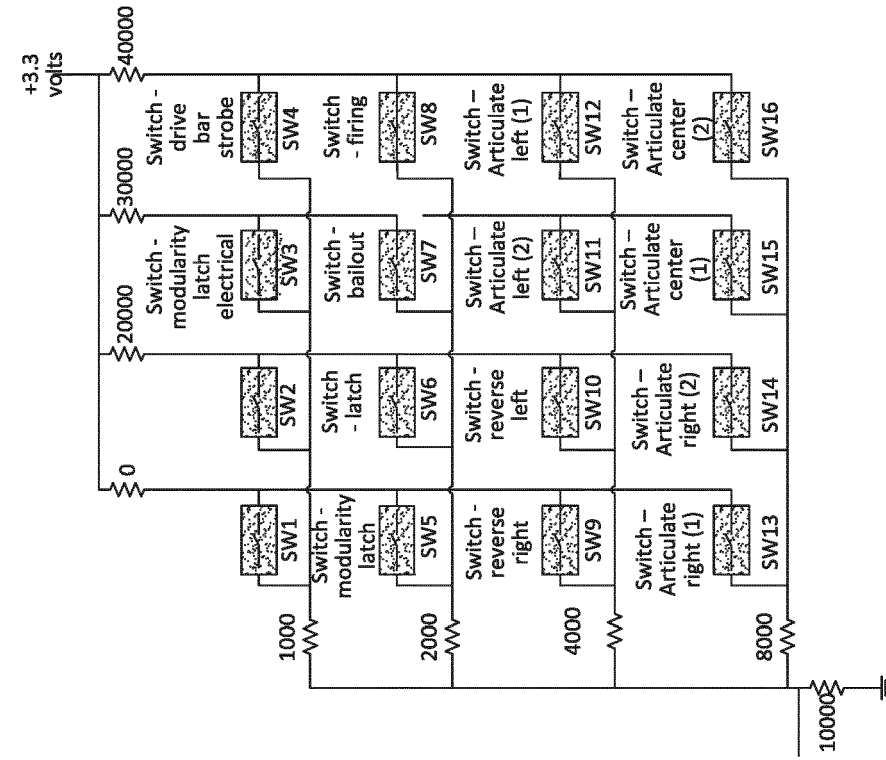 +3.3
volts
40000
30000
20000
0
Switch -
drive
bar
strobe
SW4
Switch -
modularity
latch
electrical
SW3
SW2
SW1
Switch
- firing
SW8
Switch -
bailout
SW7
Switch
- latch
SW6
Switch -
modularity
latch
SW5
Switch –
Articulate
left (1)
SW12
Switch –
Articulate
left (2)
SW11
Switch -
reverse
left
SW10
Switch -
reverse
right
SW9
Switch –
Articulate
center
(2)
SW16
Switch –
Articulate
center
(1)
SW15
Switch –
Articulate
right (2)
SW14
Switch –
Articulate
right (1)
SW13
1000
2000
4000
8000
10000